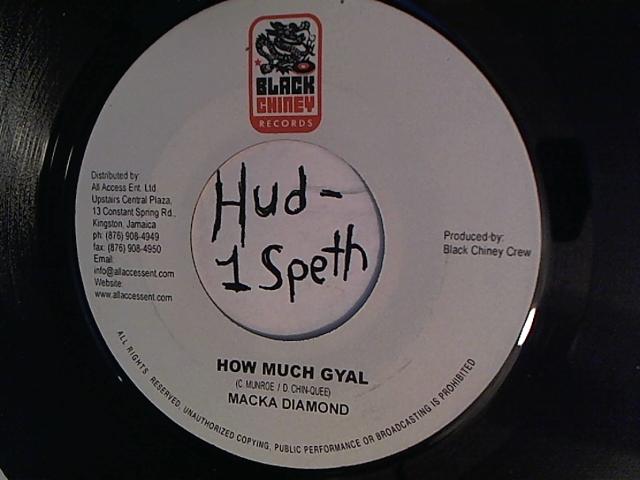 BLACK
CHINEY
RECORDS
Distributed by:
All Access Ent. Ltd
Upstairs Central Plaza,
13 Constant Spring Rd.,
Kingston, Jamaica
ph: (876) 908-4949
fax: (876) 908-4950
Email:
info@allaccessent.com
Website:
www.allaccessent.com
Hud-
1 Speth
Produced by:
Black Chiney Crew
HOW MUCH GYAL
(C. MUNROE / D. CHIN-QUEE)
MACKA DIAMOND
ALL RIGHTS RESERVED, UNAUTHORIZED COPYING, PUBLIC PERFORMANCE OR BROADCASTING IS PROHIBITED